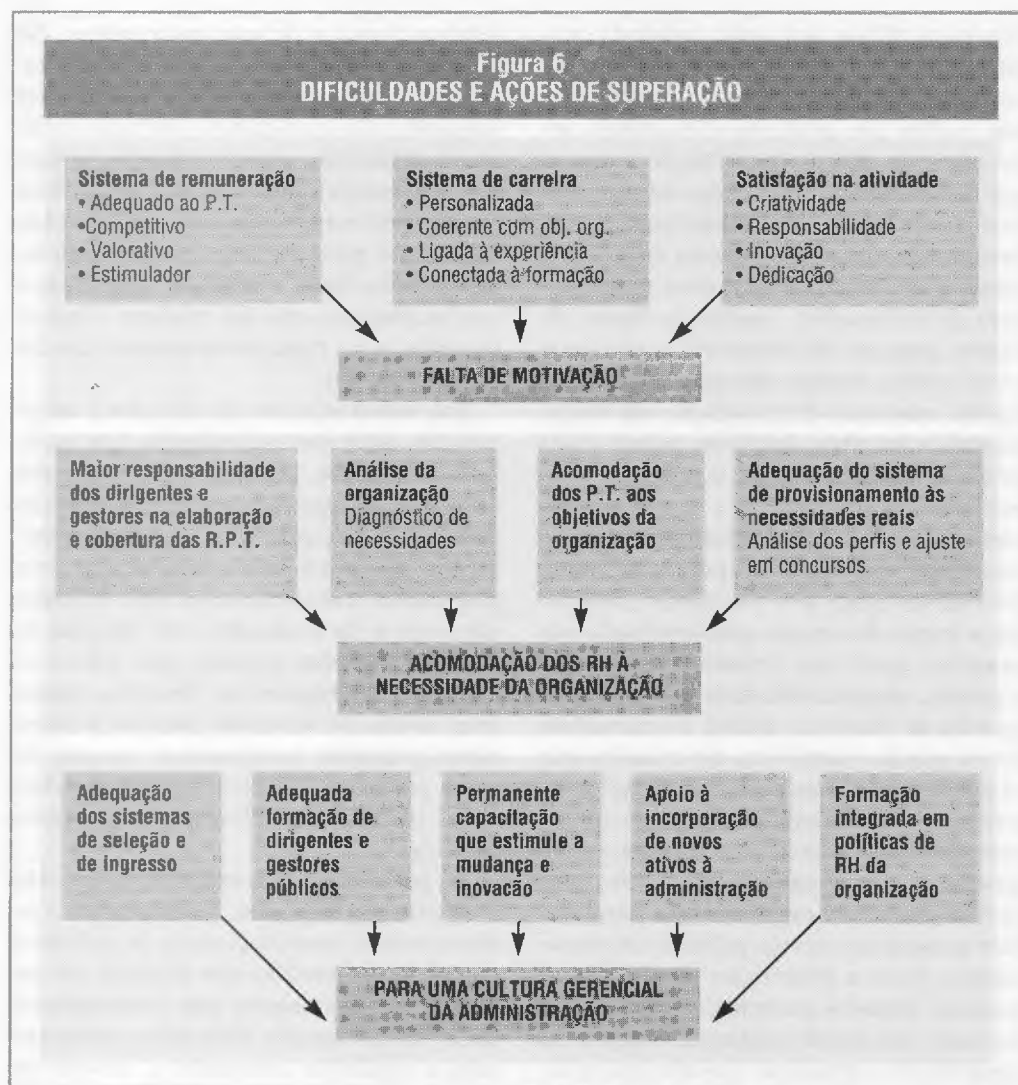 Figura 6
DIFICULDADES E AÇÕES DE SUPERAÇÃO
Sistema de remuneração
• Adequado ao P.T.
•Competitivo
• Valorativo
• Estimulador
Sistema de carreira
• Personalizada
• Coerente com obj. org.
• Ligada à experiência
• Conectada à formação
Satisfação na atividade
• Criatividade
• Responsabilidade
• Inovação
• Dedicação
FALTA DE MOTIVAÇÃO
Maior responsabilidade
dos dirigentes e
gestores na elaboração
e cobertura das R.P.T.
Análise da
organização
Diagnóstico de
necessidades
Acomodação
dos P.T. aos
objetivos da
organização
Adequação do sistema
de provisionamento às
necessidades reais
Análise dos perfis e ajuste
em concursos
ACOMODAÇÃO DOS RH À
NECESSIDADE DA ORGANIZAÇÃO
Adequação
dos sistemas
de seleção e
de ingresso
Adequada
formação de
dirigentes e
gestores
públicos
Permanente
capacitação
que estimule a
mudança e
inovação
Apoio à
incorporação
de novos
ativos à
administração
Formação
integrada em
políticas de
RH da
organização
PARA UMA CULTURA GERENCIAL
DA ADMINISTRAÇÃO